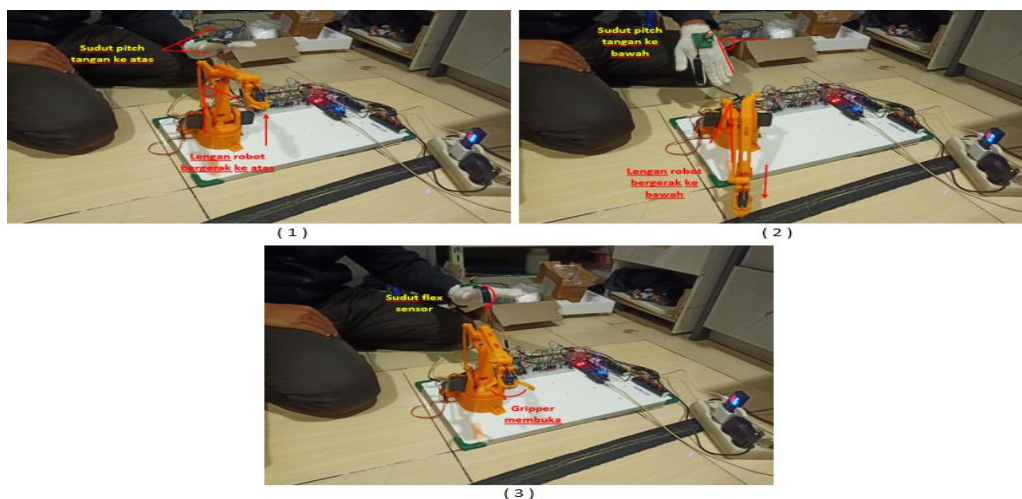 Sudut pitch
tangan ke atas
Lengan robot
bergerak ke atas
( 1 )
Sudut pitch
tangan ke
bawah
Lengan robot
bergerak ke
bawah
( 2 )
Sudut flex
sensor
Gripper
membuka
( 3 )